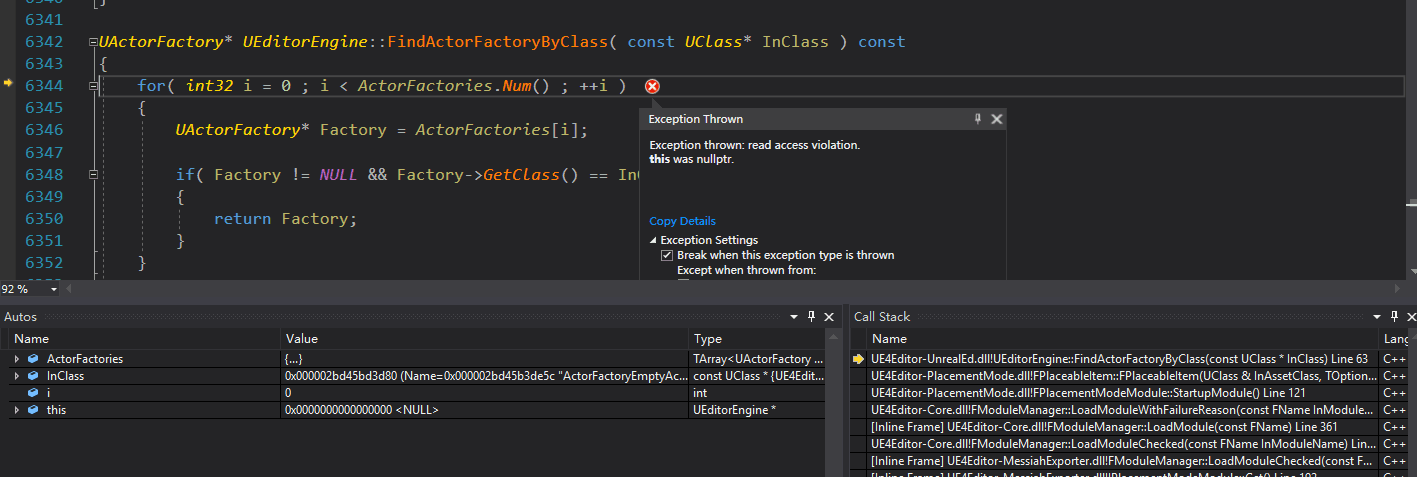 6340 }
6341
6342 UActorFactory* UEditorEngine::FindActorFactoryByClass( const UClass* InClass ) const
6343 {
6344 for( int32 i = 0 ; i < ActorFactories.Num() ; ++i )
6345 {
6346 UActorFactory* Factory = ActorFactories[i];
6347
6348 if( Factory != NULL && Factory->GetClass() == In
6349 {
6350 return Factory;
6351 }
6352 }
Exception Thrown
Exception thrown: read access violation.
this was nullptr.
Copy Details
Exception Settings
Break when this exception type is thrown
Except when thrown from:
92 %
Autos
Name Value Type
ActorFactories {...} TArray<UActorFactory ...
InClass 0x000002bd45bd3d80 (Name=0x000002bd45b3de5c "ActorFactoryEmptyAc... const UClass * {UE4Edit...
i 0 int
this 0x0000000000000000 <NULL> UEditorEngine *
Call Stack
Name Lang
UE4Editor-UnrealEd.dll!UEditorEngine::FindActorFactoryByClass(const UClass * InClass) Line 63 C++
UE4Editor-PlacementMode.dll!FPlaceableItem::FPlaceableItem(UClass & InAssetClass, TOption... C++
UE4Editor-PlacementMode.dll!FPlacementModeModule::StartupModule() Line 121 C++
UE4Editor-Core.dll!FModuleManager::LoadModuleWithFailureReason(const FName InModule... C++
[Inline Frame] UE4Editor-Core.dll!FModuleManager::LoadModule(const FName) Line 361 C++
UE4Editor-Core.dll!FModuleManager::LoadModuleChecked(const FName InModuleName) Lin... C++
[Inline Frame] UE4Editor-MessiahExporter.dll!FModuleManager::LoadModuleChecked(const F... C++